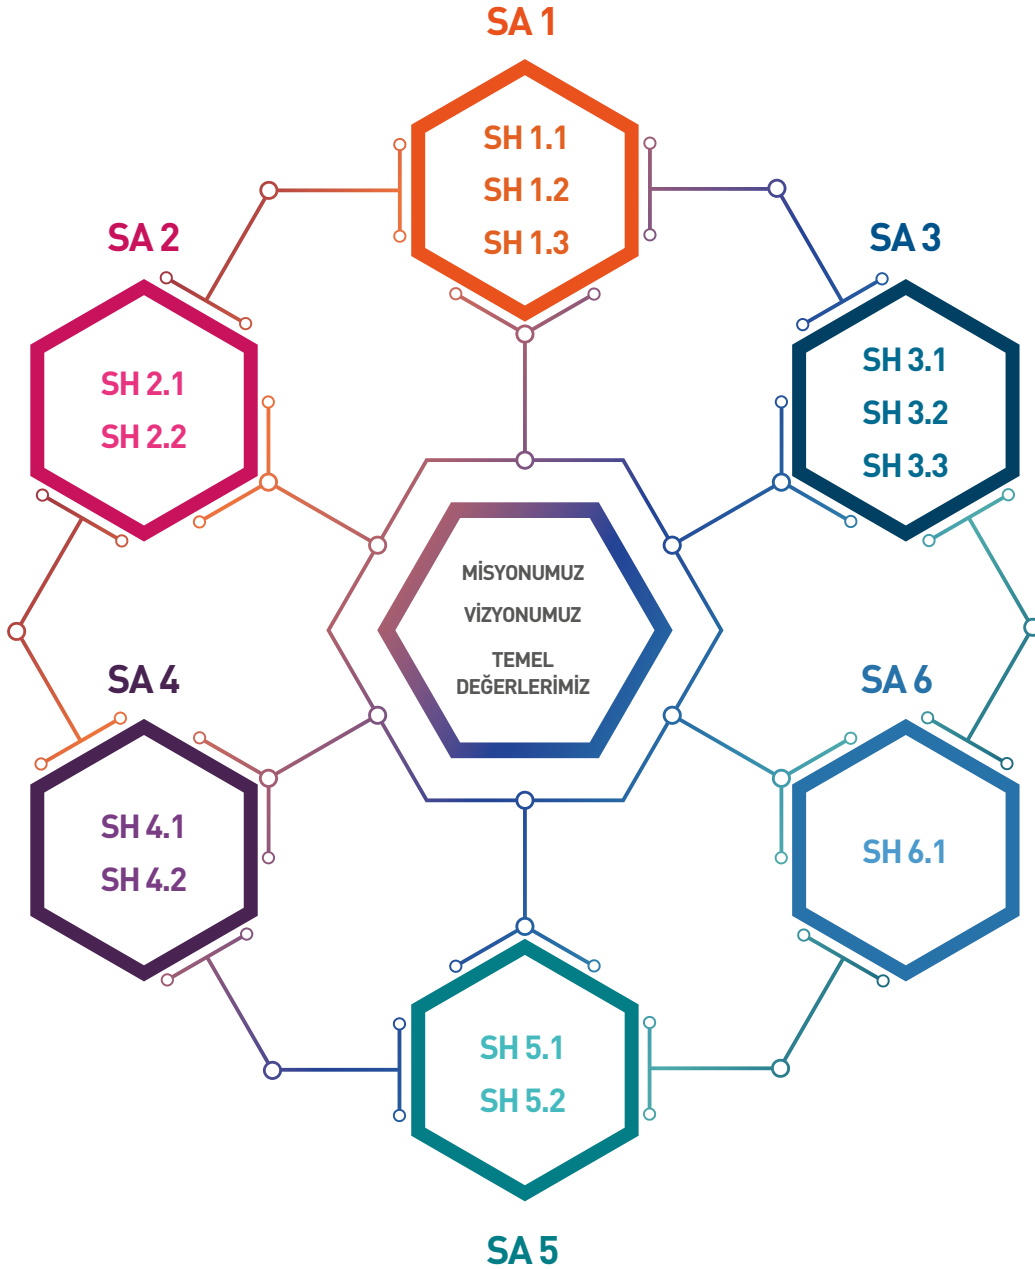 SA 1
SH 1.1
SH 1.2
SH 1.3
SA 2
SH 2.1
SH 2.2
SA 3
SH 3.1
SH 3.2
SH 3.3
MİSYONUMUZ
VİZYONUMUZ
TEMEL
DEĞERLERİMİZ
SA 4
SH 4.1
SH 4.2
SA 6
SH 6.1
SH 5.1
SH 5.2
SA 5